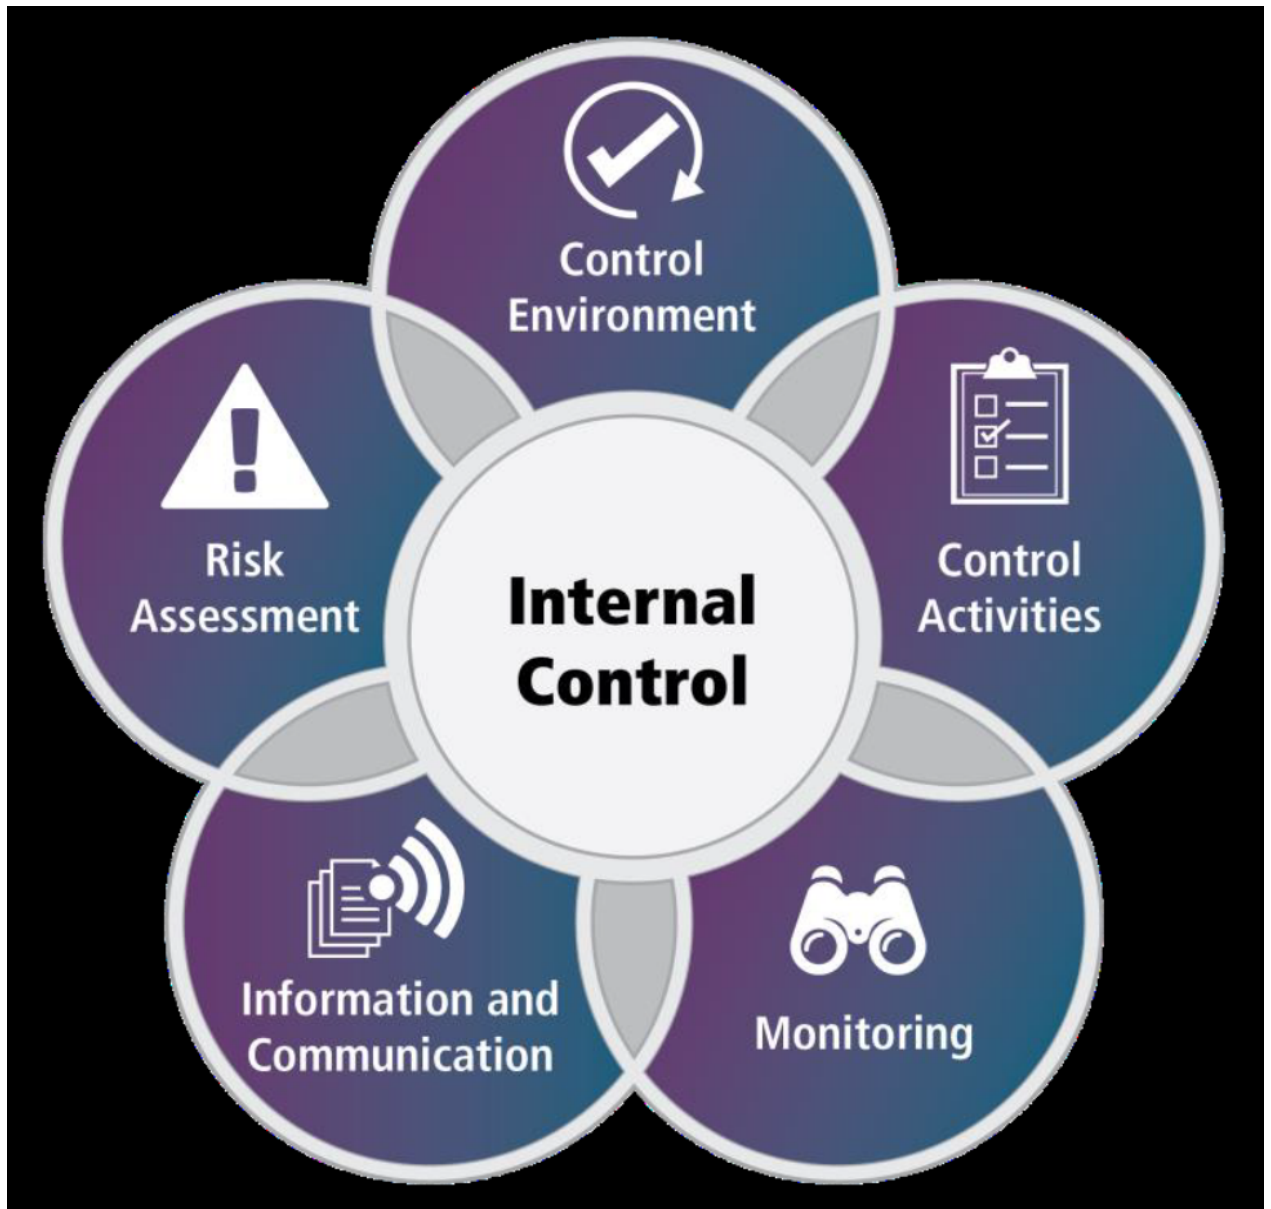 Control
Environment
Risk
Assessment
Control
Activities
Internal
Control
Information and
Communication
Monitoring